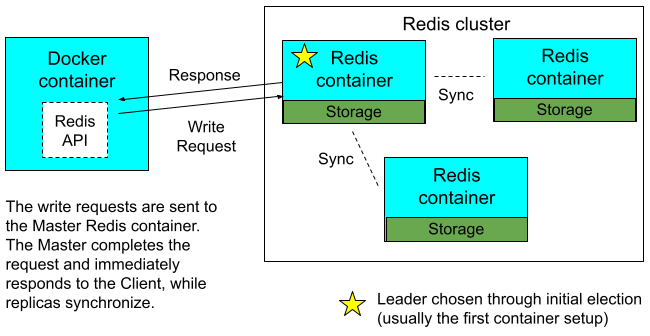 Redis cluster
Docker
container
Redis
API
Response
Write
Request
Redis
container
Storage
Sync
Redis
container
Storage
Sync
Redis
container
Storage
The write requests are sent to
the Master Redis container.
The Master completes the
request and immediately
responds to the Client, while
replicas synchronize.
Leader chosen through initial election
(usually the first container setup)